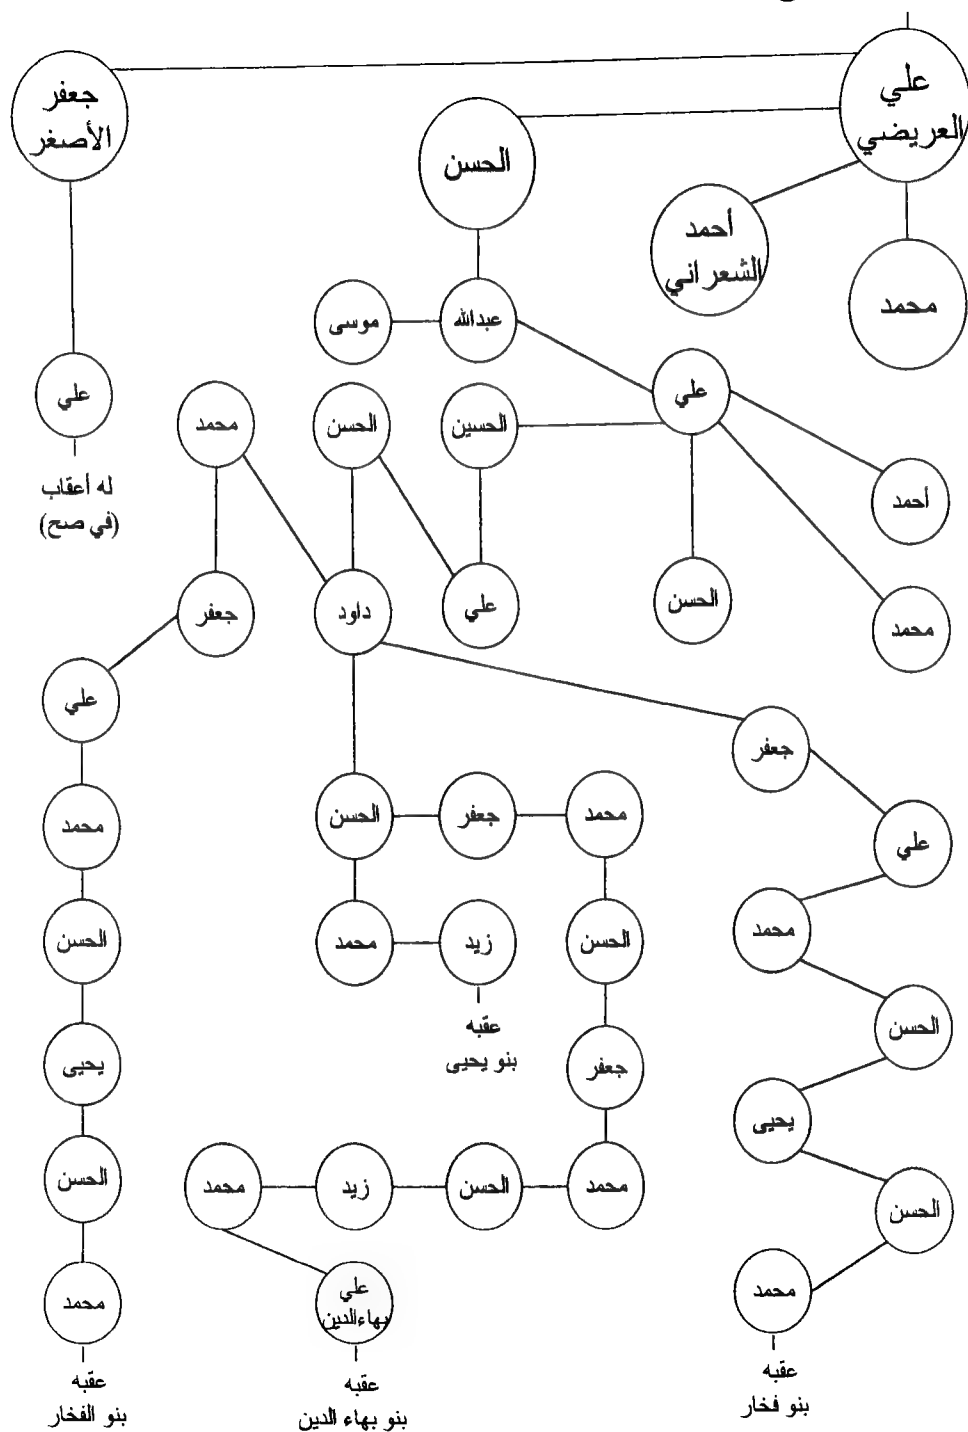 علي
العريضي
جعفر
الأصغر
الحسن
أحمد
الشعراني
محمد
عبدالله
موسى
علي
علي
له أعقاب
(في صح)
محمد
الحسن
الحسين
أحمد
محمد
الحسن
علي
داود
جعفر
علي
جعفر
محمد
الحسن
جعفر
محمد
علي
محمد
الحسن
محمد
زيد
عقبه
بنو يحيى
الحسن
الحسن
يحيى
جعفر
يحيى
الحسن
محمد
الحسن
زيد
محمد
الحسن
محمد
علي
بهاءالدين
محمد
عقبه
بنو فخار
عقبه
بنو بهاء الدين
عقبه
بنو الفخار